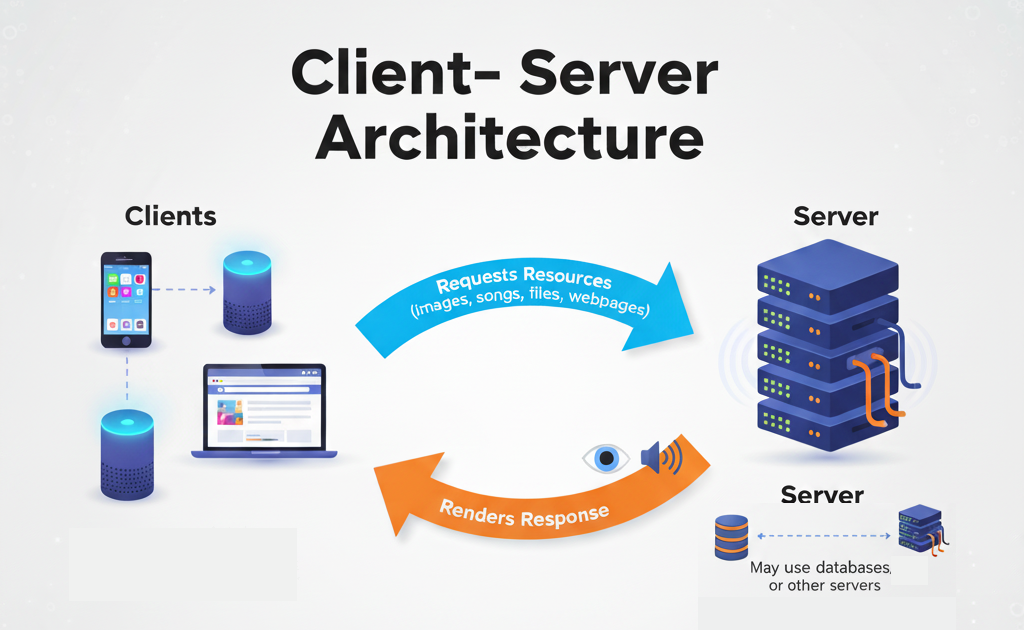 Client- Server
Architecture
Clients
Server
Requests Resources
(images, songs, files, webpages)
Renders Response
Server
May use databases,
or other servers